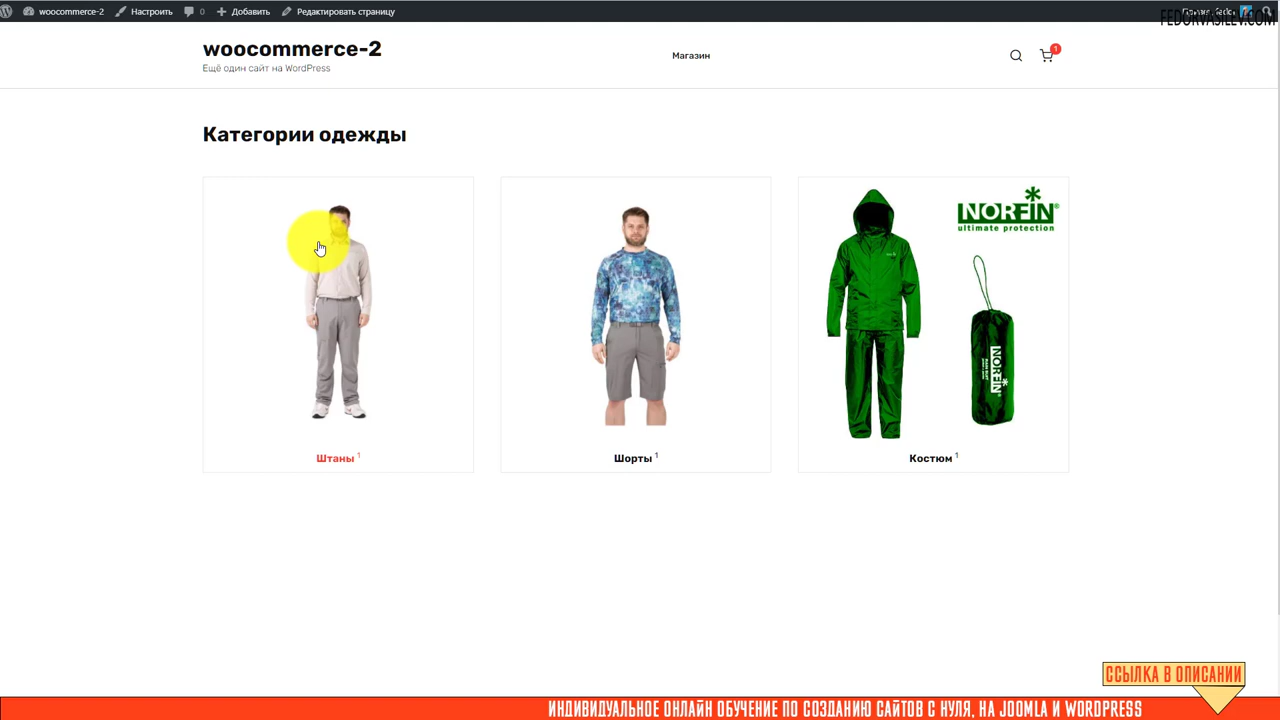 woocommerce-2 Настроить 0 Добавить Редактировать страницу
FEDORVASILEV.COM
woocommerce-2
Ещё один сайт на WordPress
Магазин
1
Категории одежды
NORFIN®
ultimate protection
NORFIN
Штаны 1
Шорты 1
Костюм 1
ССЫЛКА В ОПИСАНИИ
ИНДИВИДУАЛЬНОЕ ОНЛАЙН ОБУЧЕНИЕ ПО СОЗДАНИЮ САЙТОВ С НУЛЯ, НА JOOMLA И WORDPRESS